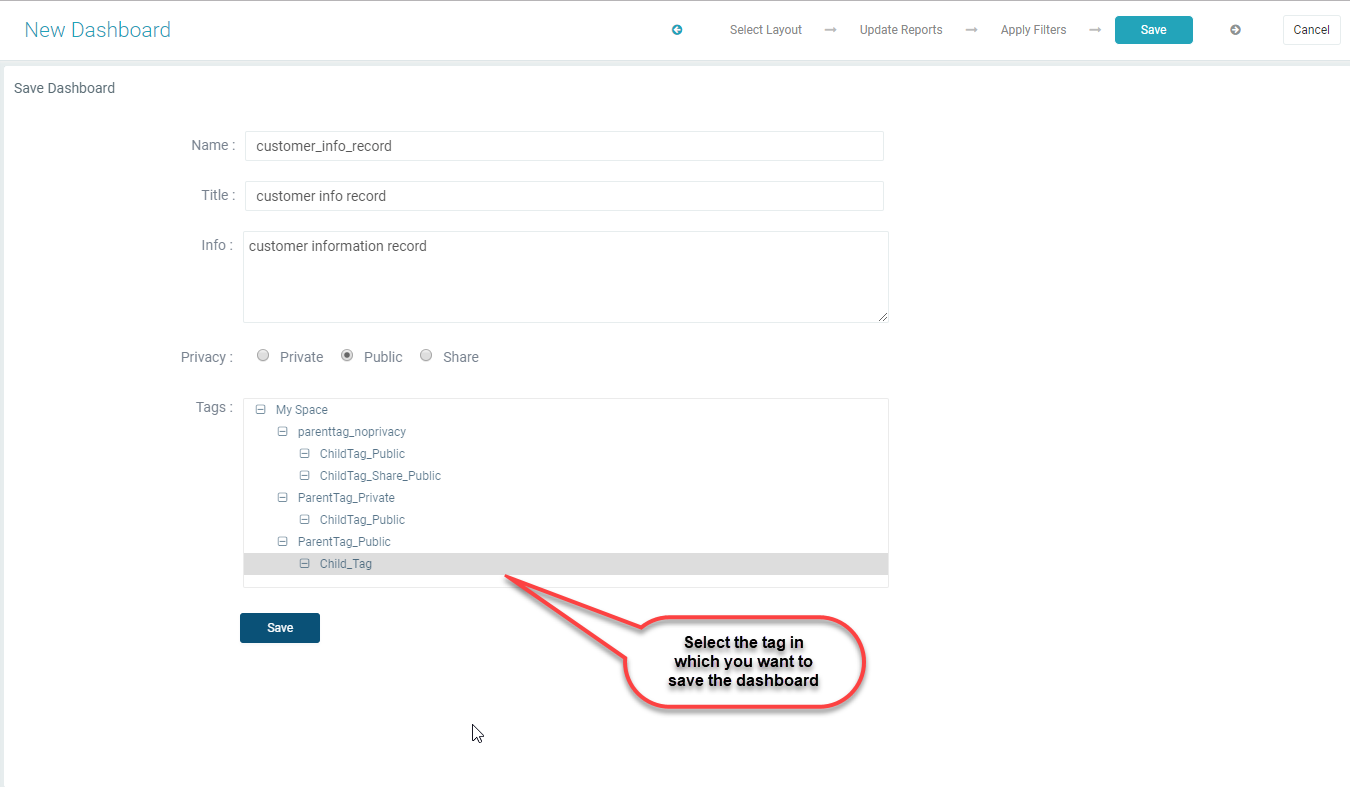 New Dashboard
Select Layout
Update Reports
Apply Filters
Save
Cancel
Save Dashboard
Name :
customer_info_record
Title :
customer info record
Info :
customer information record
Privacy :
Private
Public
Share
Tags :
My Space
parenttag_noprivacy
ChildTag_Public
ChildTag_Share_Public
ParentTag_Private
ChildTag_Public
ParentTag_Public
Child_Tag
Save
Select the tag in
which you want to
save the dashboard